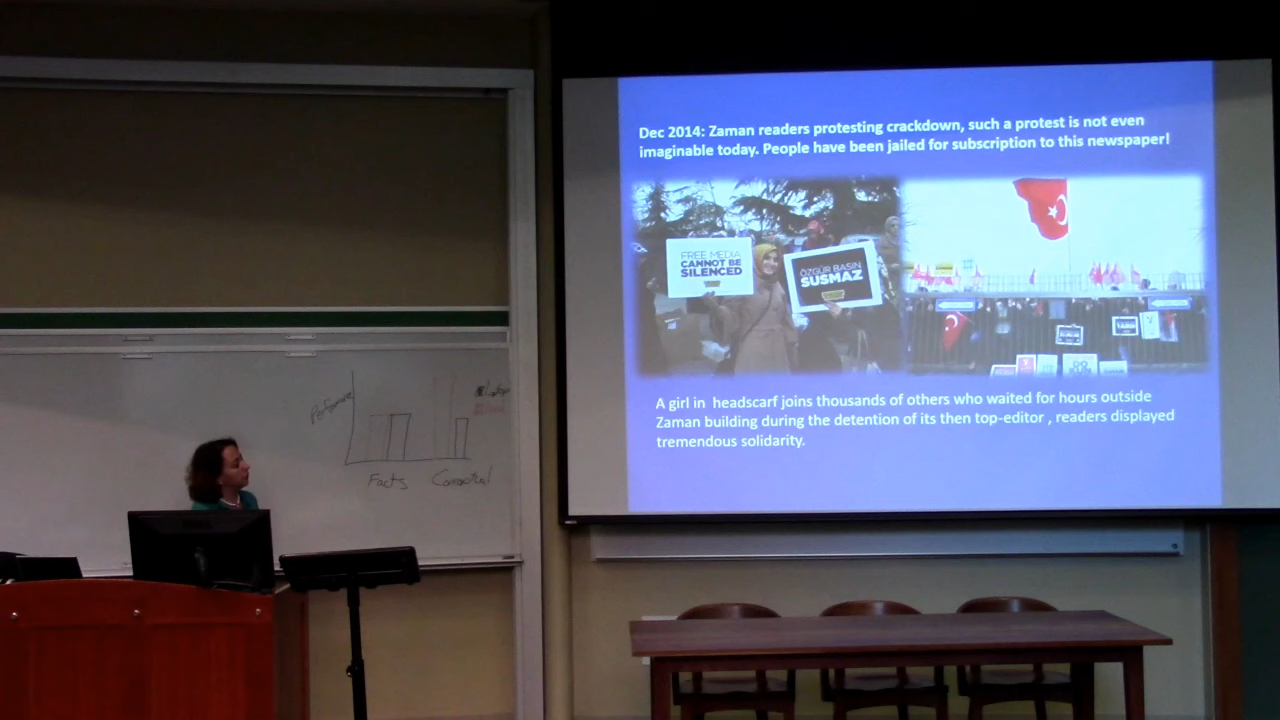 Dec 2014: Zaman readers protesting crackdown, such a protest is not even
imaginable today. People have been jailed for subscription to this newspaper!
FREE MEDIA
CANNOT BE
SILENCED
ÖZGÜR BASIN
SUSMAZ
A girl in headscarf joins thousands of others who waited for hours outside
Zaman building during the detention of its then top-editor , readers displayed
tremendous solidarity.
Facts